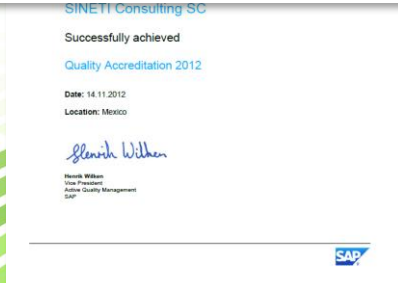 SINETI Consulting SC
Successfully achieved
Quality Accreditation 2012
Date: 14.11.2012
Location: Mexico
Henrik Wilken
Henrik Wilken
Vice President
Active Quality Management
SAP
SAP